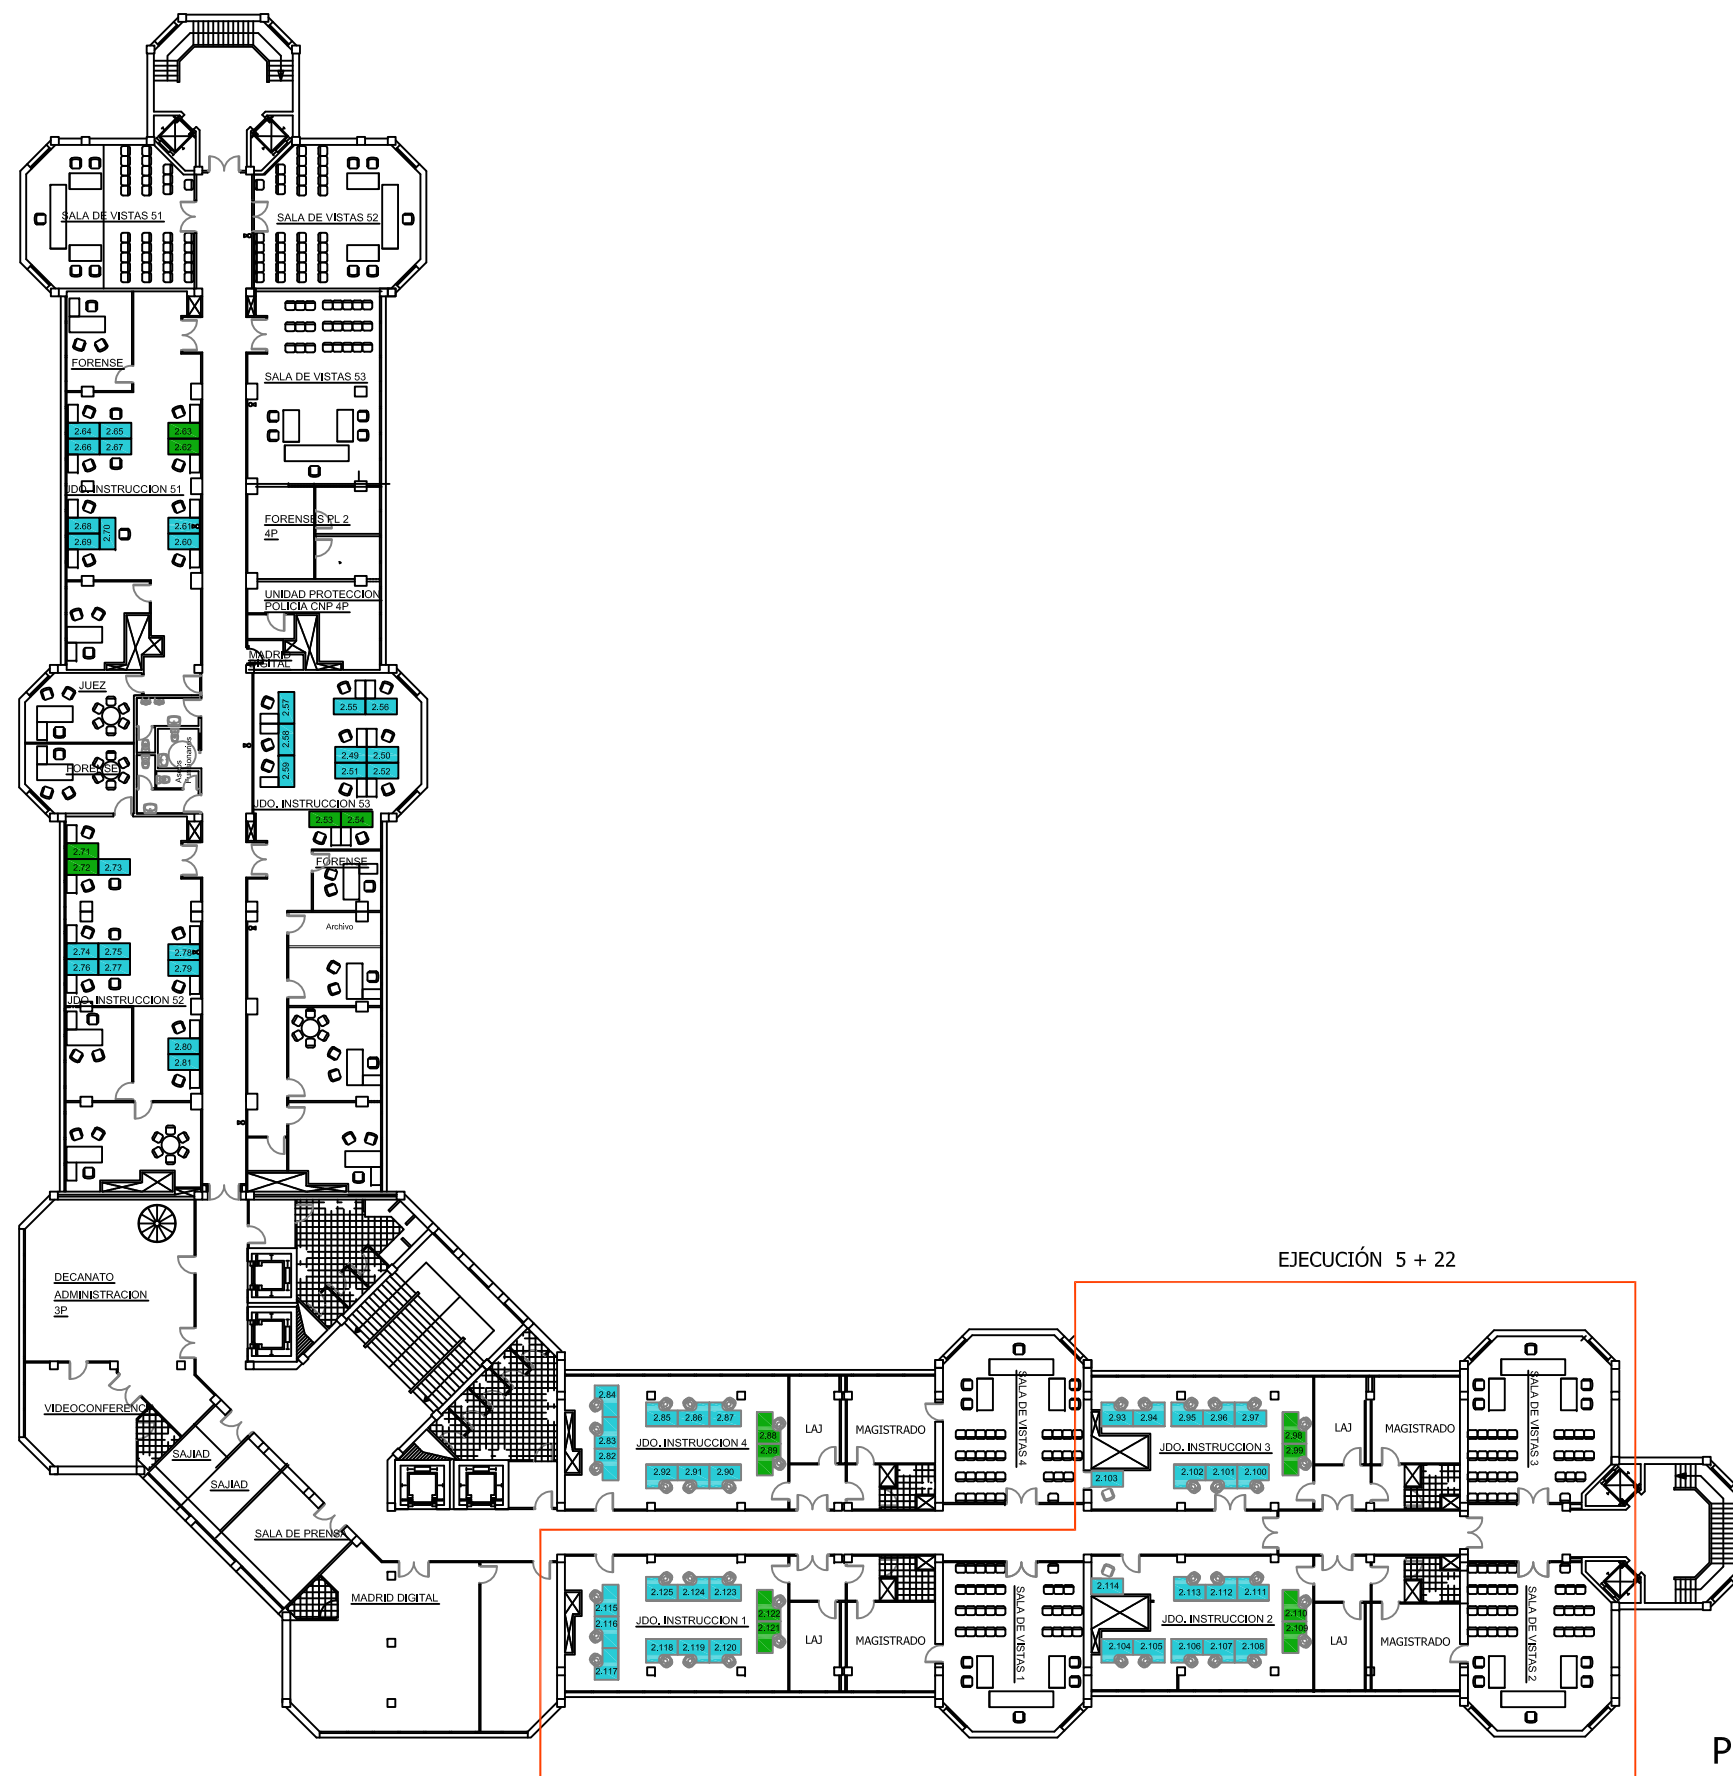 SALA DE VISTAS 51
SALA DE VISTAS 52
FORENSE
SALA DE VISTAS 53
2.64 2.65 2.63
2.66 2.67 2.62
JDO. INSTRUCCION 51
FORENSES PL 2
4P
2.68 2.70 2.61
2.69 2.60
UNIDAD PROTECCION
POLICIA CNP 4P
MADRID
DIGITAL
JUEZ
FORENSE
Aseos
Funcionarios
2.57
2.58
2.59
2.55 2.56
2.49 2.50
2.51 2.52
JDO. INSTRUCCION 53
2.53 2.54
FORENSE
Archivo
2.71
2.72 2.73
2.74 2.75 2.78
2.76 2.77 2.79
JDO. INSTRUCCION 52
2.80
2.81
DECANATO
ADMINISTRACION
3P
VIDEOCONFERENCIA
SAJIAD
SAJIAD
SALA DE PRENSA
MADRID DIGITAL
EJECUCIÓN 5 + 22
2.84
2.83
2.82
2.85 2.86 2.87
2.88
2.89
JDO. INSTRUCCION 4
2.92 2.91 2.90
LAJ
MAGISTRADO
SALA DE VISTAS 4
2.93 2.94 2.95 2.96 2.97
2.98
2.99
JDO. INSTRUCCION 3
2.103 2.102 2.101 2.100
LAJ
MAGISTRADO
SALA DE VISTAS 3
2.115
2.116
2.117
2.125 2.124 2.123
2.122
2.121
JDO. INSTRUCCION 1
2.118 2.119 2.120
LAJ
MAGISTRADO
SALA DE VISTAS 1
2.114 2.113 2.112 2.111
2.110
2.109
JDO. INSTRUCCION 2
2.104 2.105 2.106 2.107 2.108
LAJ
MAGISTRADO
SALA DE VISTAS 2
P